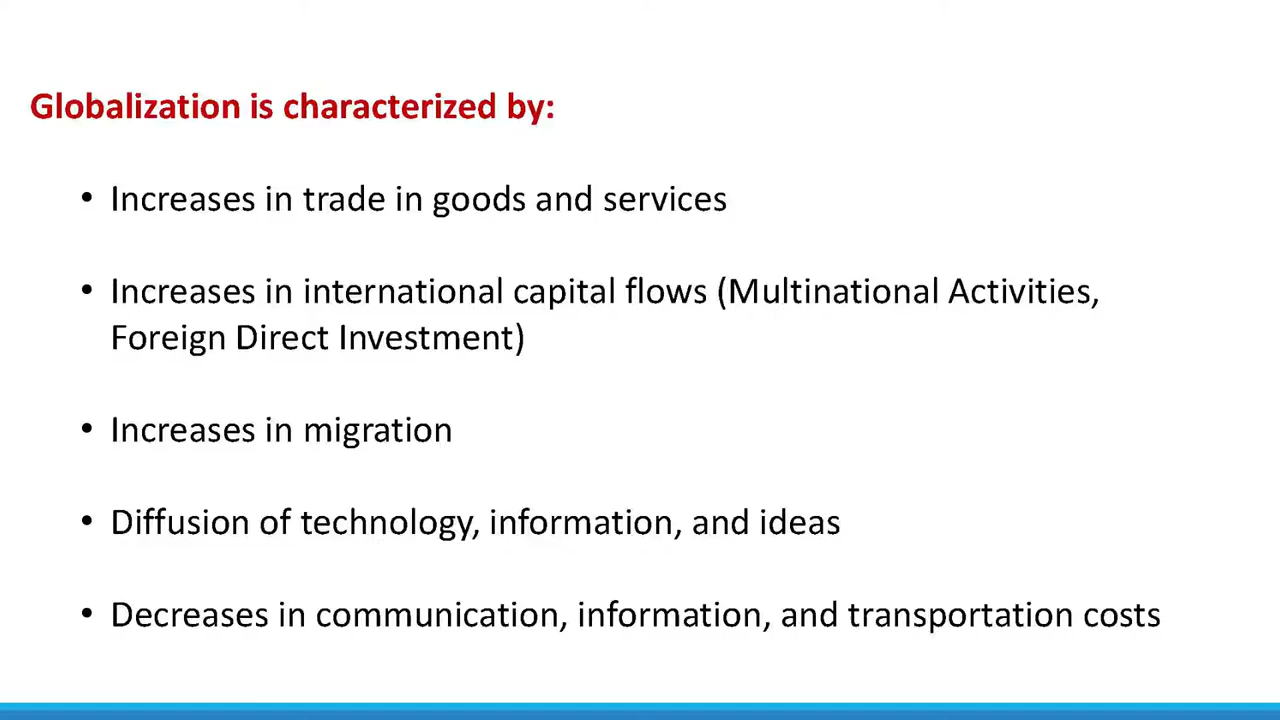 Globalization is characterized by:
• Increases in trade in goods and services
• Increases in international capital flows (Multinational Activities,
Foreign Direct Investment)
• Increases in migration
• Diffusion of technology, information, and ideas
• Decreases in communication, information, and transportation costs